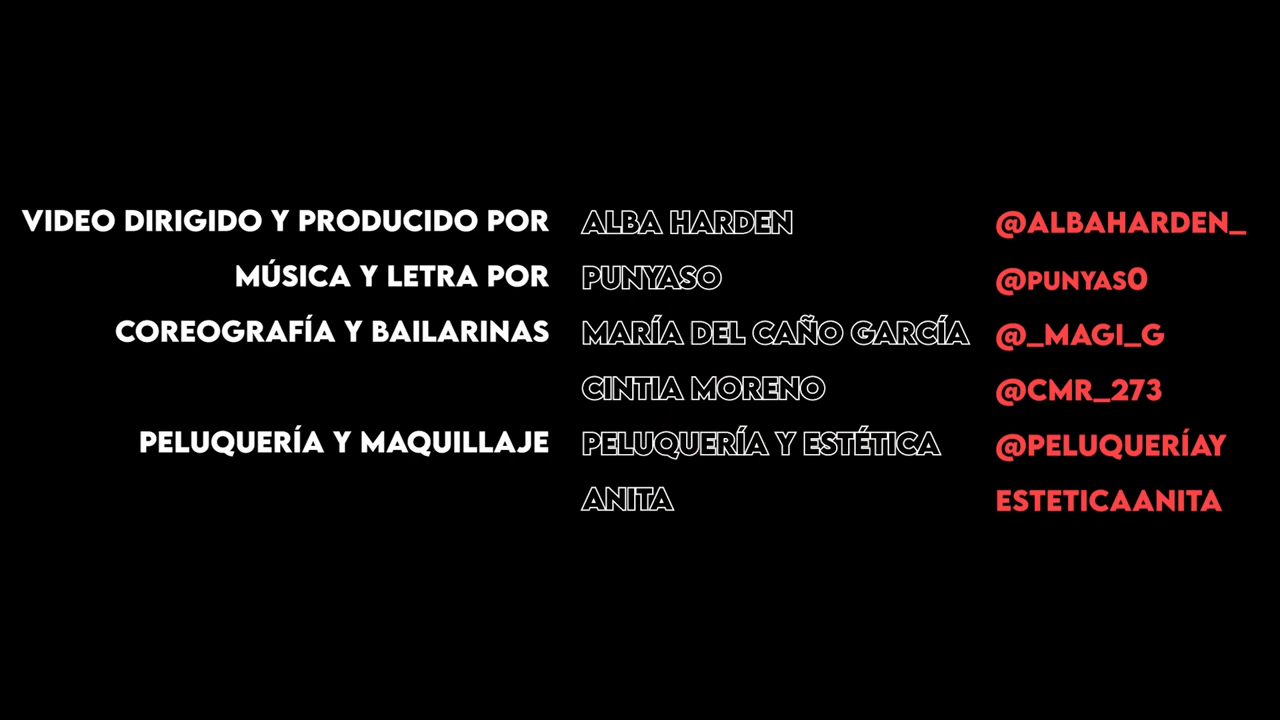 VIDEO DIRIGIDO Y PRODUCIDO POR ALBA HARDEN @ALBAHARDEN_
MÚSICA Y LETRA POR PUNYASO @PUNYAS0
COREOGRAFÍA Y BAILARINAS MARÍA DEL CAÑO GARCÍA @_MAGI_G
CINTIA MORENO @CMR_273
PELUQUERÍA Y MAQUILLAJE PELUQUERÍA Y ESTÉTICA @PELUQUERÍAY
ANITA ESTETICAANITA